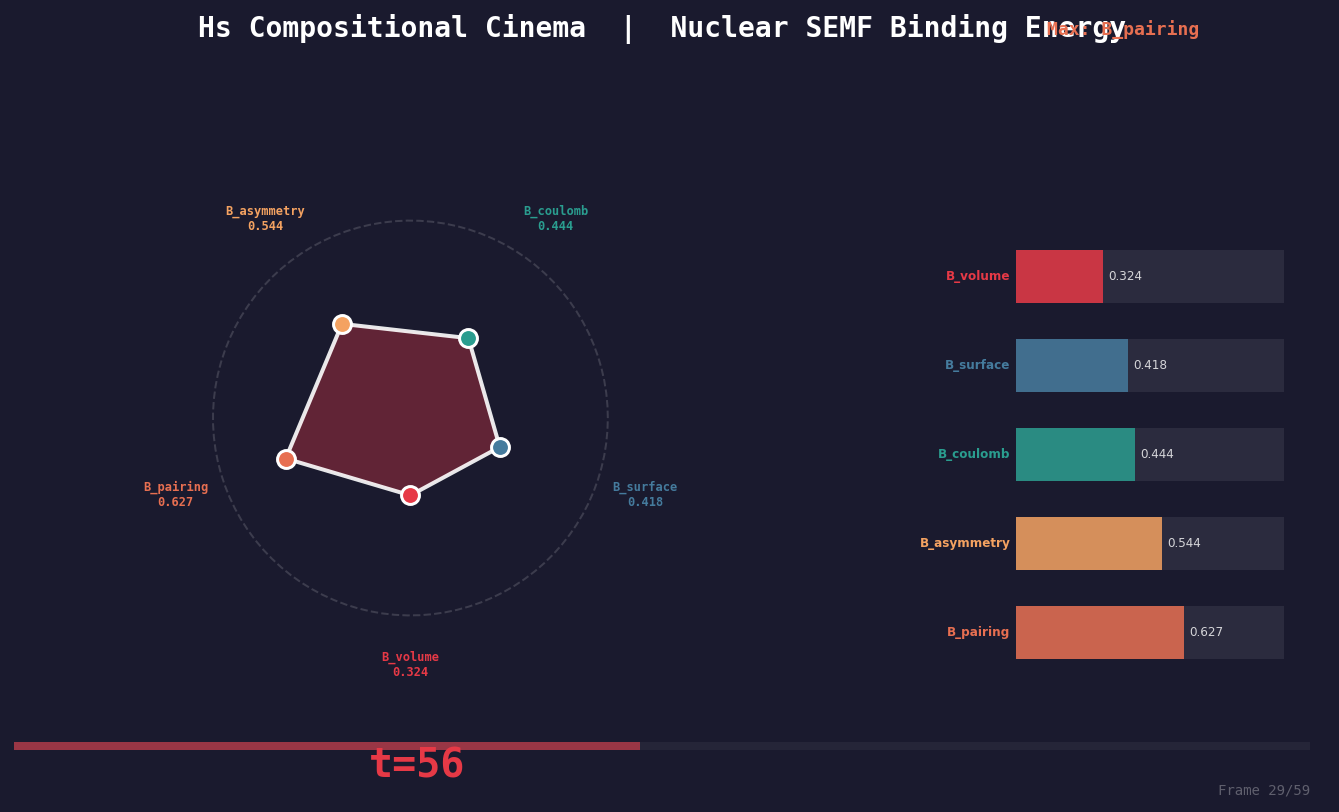 Hs Compositional Cinema | Nuclear SEMF Binding Energy
Max: B_pairing
B_asymmetry
0.544
B_coulomb
0.444
B_pairing
0.627
B_surface
0.418
B_volume
0.324
B_volume
0.324
B_surface
0.418
B_coulomb
0.444
B_asymmetry
0.544
B_pairing
0.627
t=56
Frame 29/59